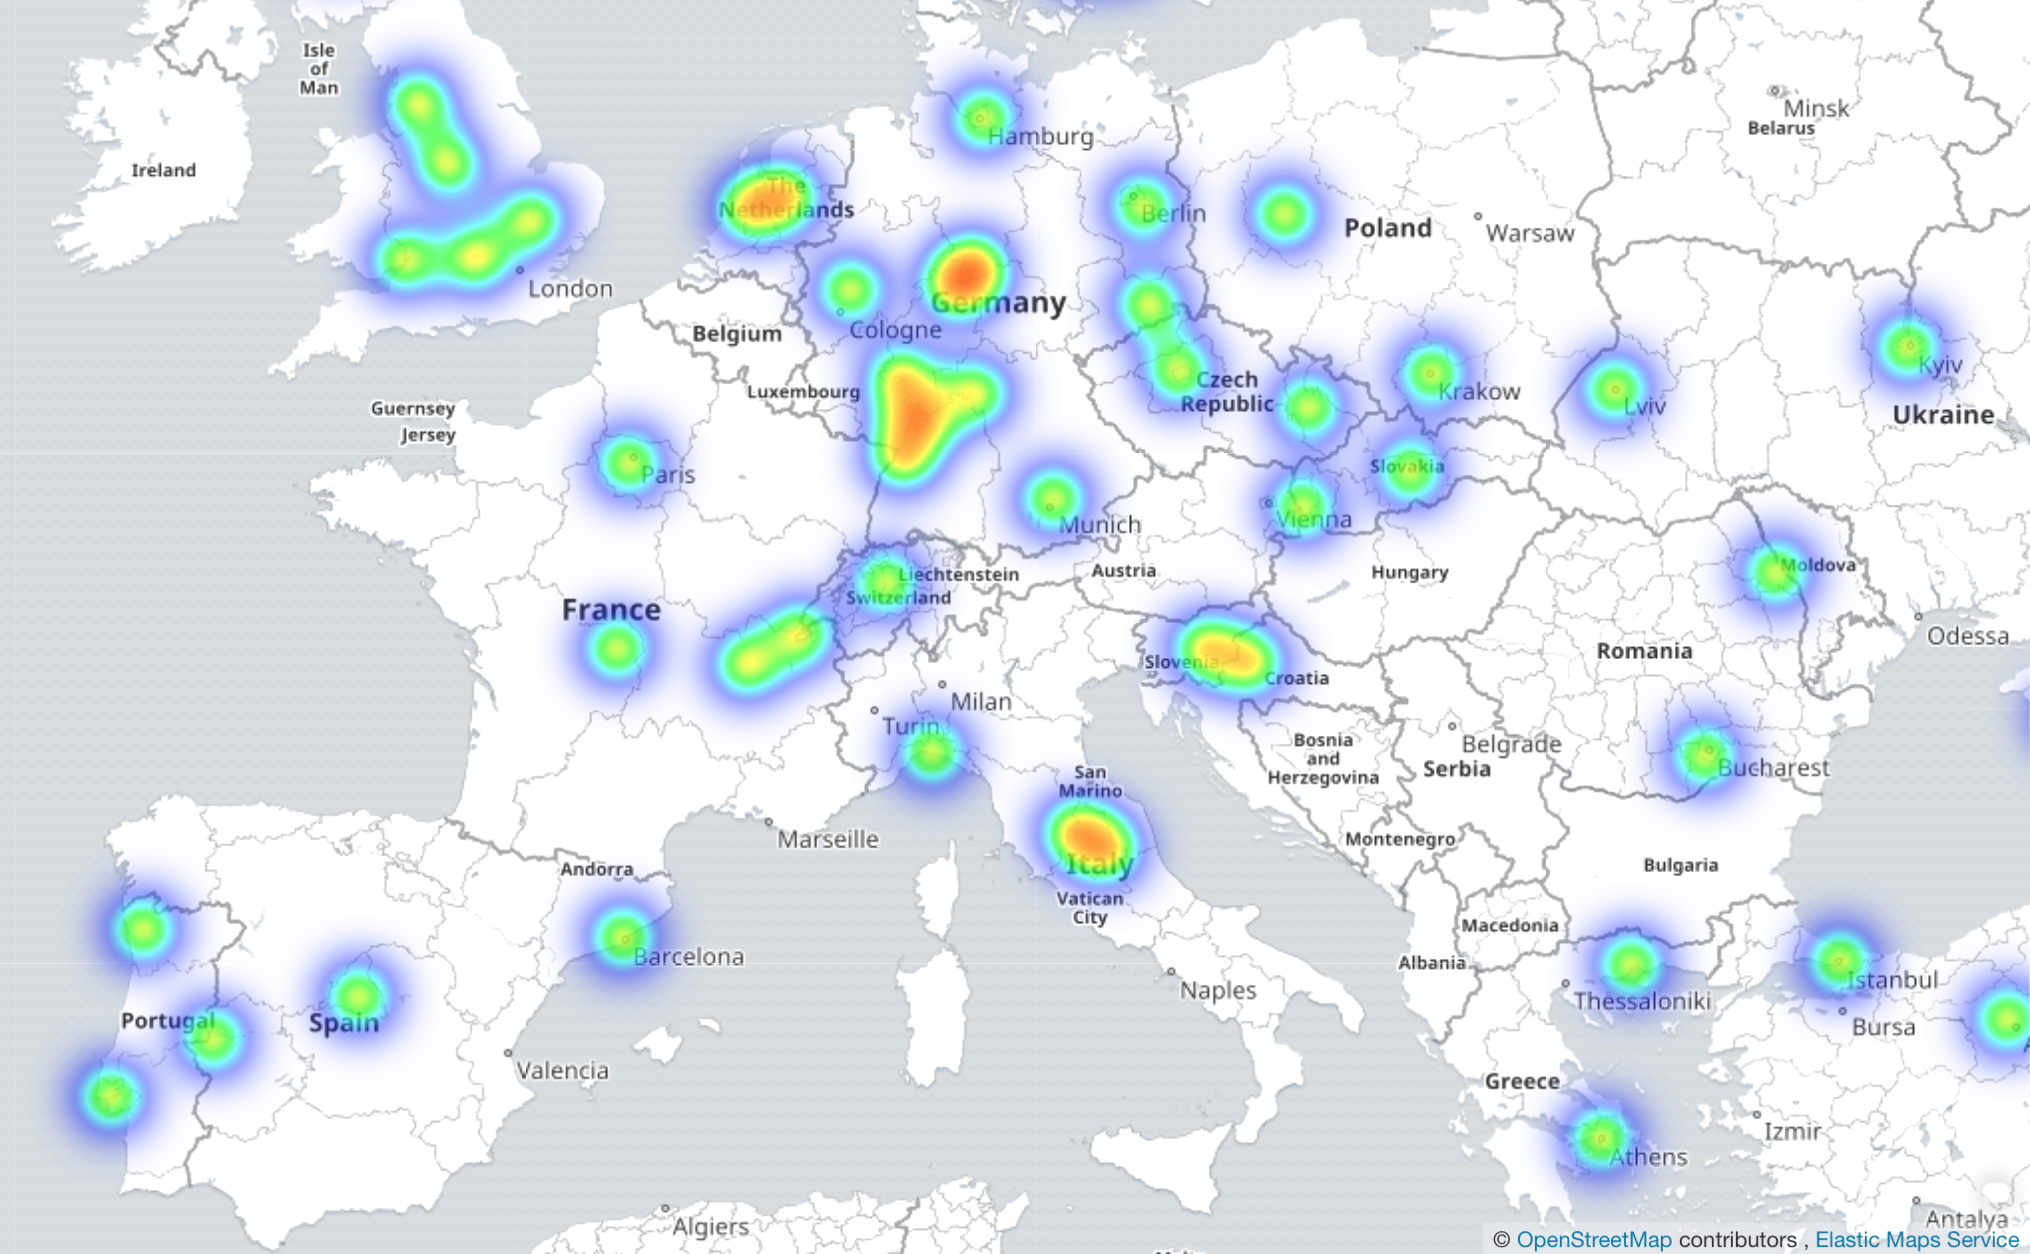 Isle
of
Man
Minsk
Belarus
Hamburg
Ireland
The
Netherlands
Berlin
Poland
Warsaw
London
Germany
Cologne
Belgium
Kyiv
Czech
Republic
Krakow
Luxembourg
Lviv
Guernsey
Jersey
Ukraine
Slovakia
Paris
Vienna
Munich
Moldova
Liechtenstein
Austria
Hungary
Switzerland
France
Odessa
Romania
Slovenia
Croatia
Milan
Turin
Bosnia
and
Herzegovina
Belgrade
Serbia
Bucharest
San
Marino
Marseille
Montenegro
Italy
Andorra
Bulgaria
Vatican
City
Macedonia
Barcelona
Albania
Istanbul
Naples
Thessaloniki
Portugal
Spain
Bursa
Valencia
Greece
Izmir
Athens
Algiers
Antalya
© OpenStreetMap contributors , Elastic Maps Service